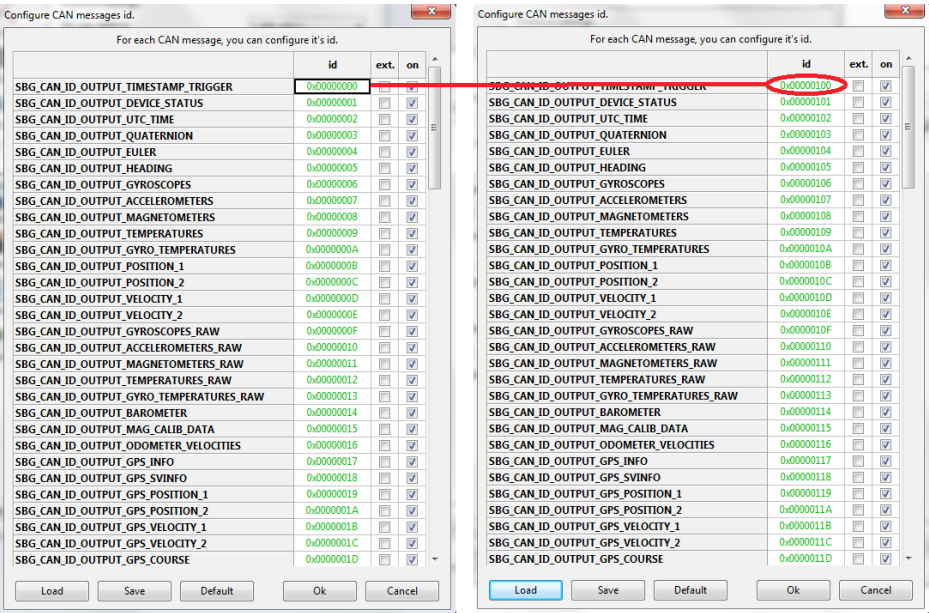 Configure CAN messages id.
For each CAN message, you can configure it's id.
id ext. on
SBG_CAN_ID_OUTPUT_TIMESTAMP_TRIGGER 0x00000000
SBG_CAN_ID_OUTPUT_DEVICE_STATUS 0x00000001
SBG_CAN_ID_OUTPUT_UTC_TIME 0x00000002
SBG_CAN_ID_OUTPUT_QUATERNION 0x00000003
SBG_CAN_ID_OUTPUT_EULER 0x00000004
SBG_CAN_ID_OUTPUT_HEADING 0x00000005
SBG_CAN_ID_OUTPUT_GYROSCOPES 0x00000006
SBG_CAN_ID_OUTPUT_ACCELEROMETERS 0x00000007
SBG_CAN_ID_OUTPUT_MAGNETOMETERS 0x00000008
SBG_CAN_ID_OUTPUT_TEMPERATURES 0x00000009
SBG_CAN_ID_OUTPUT_GYRO_TEMPERATURES 0x0000000A
SBG_CAN_ID_OUTPUT_POSITION_1 0x0000000B
SBG_CAN_ID_OUTPUT_POSITION_2 0x0000000C
SBG_CAN_ID_OUTPUT_VELOCITY_1 0x0000000D
SBG_CAN_ID_OUTPUT_VELOCITY_2 0x0000000E
SBG_CAN_ID_OUTPUT_GYROSCOPES_RAW 0x0000000F
SBG_CAN_ID_OUTPUT_ACCELEROMETERS_RAW 0x00000010
SBG_CAN_ID_OUTPUT_MAGNETOMETERS_RAW 0x00000011
SBG_CAN_ID_OUTPUT_TEMPERATURES_RAW 0x00000012
SBG_CAN_ID_OUTPUT_GYRO_TEMPERATURES_RAW 0x00000013
SBG_CAN_ID_OUTPUT_BAROMETER 0x00000014
SBG_CAN_ID_OUTPUT_MAG_CALIB_DATA 0x00000015
SBG_CAN_ID_OUTPUT_ODOMETER_VELOCITIES 0x00000016
SBG_CAN_ID_OUTPUT_GPS_INFO 0x00000017
SBG_CAN_ID_OUTPUT_GPS_SVINFO 0x00000018
SBG_CAN_ID_OUTPUT_GPS_POSITION_1 0x00000019
SBG_CAN_ID_OUTPUT_GPS_POSITION_2 0x0000001A
SBG_CAN_ID_OUTPUT_GPS_VELOCITY_1 0x0000001B
SBG_CAN_ID_OUTPUT_GPS_VELOCITY_2 0x0000001C
SBG_CAN_ID_OUTPUT_GPS_COURSE 0x0000001D
Load Save Default Ok Cancel
Configure CAN messages id.
For each CAN message, you can configure it's id.
id ext. on
SBG_CAN_ID_OUTPUT_TIMESTAMP_TRIGGER 0x00000100
SBG_CAN_ID_OUTPUT_DEVICE_STATUS 0x00000101
SBG_CAN_ID_OUTPUT_UTC_TIME 0x00000102
SBG_CAN_ID_OUTPUT_QUATERNION 0x00000103
SBG_CAN_ID_OUTPUT_EULER 0x00000104
SBG_CAN_ID_OUTPUT_HEADING 0x00000105
SBG_CAN_ID_OUTPUT_GYROSCOPES 0x00000106
SBG_CAN_ID_OUTPUT_ACCELEROMETERS 0x00000107
SBG_CAN_ID_OUTPUT_MAGNETOMETERS 0x00000108
SBG_CAN_ID_OUTPUT_TEMPERATURES 0x00000109
SBG_CAN_ID_OUTPUT_GYRO_TEMPERATURES 0x0000010A
SBG_CAN_ID_OUTPUT_POSITION_1 0x0000010B
SBG_CAN_ID_OUTPUT_POSITION_2 0x0000010C
SBG_CAN_ID_OUTPUT_VELOCITY_1 0x0000010D
SBG_CAN_ID_OUTPUT_VELOCITY_2 0x0000010E
SBG_CAN_ID_OUTPUT_GYROSCOPES_RAW 0x0000010F
SBG_CAN_ID_OUTPUT_ACCELEROMETERS_RAW 0x00000110
SBG_CAN_ID_OUTPUT_MAGNETOMETERS_RAW 0x00000111
SBG_CAN_ID_OUTPUT_TEMPERATURES_RAW 0x00000112
SBG_CAN_ID_OUTPUT_GYRO_TEMPERATURES_RAW 0x00000113
SBG_CAN_ID_OUTPUT_BAROMETER 0x00000114
SBG_CAN_ID_OUTPUT_MAG_CALIB_DATA 0x00000115
SBG_CAN_ID_OUTPUT_ODOMETER_VELOCITIES 0x00000116
SBG_CAN_ID_OUTPUT_GPS_INFO 0x00000117
SBG_CAN_ID_OUTPUT_GPS_SVINFO 0x00000118
SBG_CAN_ID_OUTPUT_GPS_POSITION_1 0x00000119
SBG_CAN_ID_OUTPUT_GPS_POSITION_2 0x0000011A
SBG_CAN_ID_OUTPUT_GPS_VELOCITY_1 0x0000011B
SBG_CAN_ID_OUTPUT_GPS_VELOCITY_2 0x0000011C
SBG_CAN_ID_OUTPUT_GPS_COURSE 0x0000011D
Load Save Default Ok Cancel